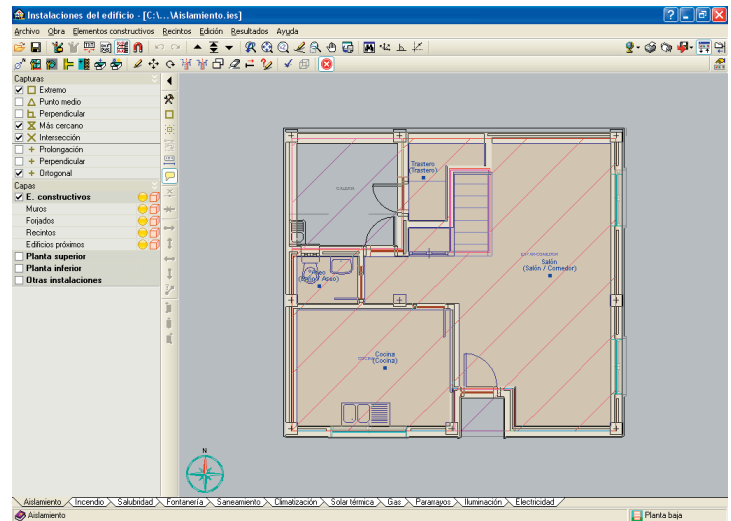 Instalaciones del edificio - [C:\...\Aislamiento.ies]
Archivo Obra Elementos constructivos Recintos Edición Resultados Ayuda
Capturas
Extremo
Punto medio
Perpendicular
Más cercano
Intersección
Prolongación
Perpendicular
Ortogonal
Capas
E. constructivos
Muros
Forjados
Recintos
Edificios próximos
Planta superior
Planta inferior
Otras instalaciones
Trastero
(Trastero)
Salón
(Salón / Comedor)
Aseo
(Baño / Aseo)
Cocina
(Cocina)
N
Aislamiento Incendio Salubridad Fontanería Saneamiento Climatización Solar térmica Gas Pararrayos Iluminación Electricidad
Aislamiento Planta baja